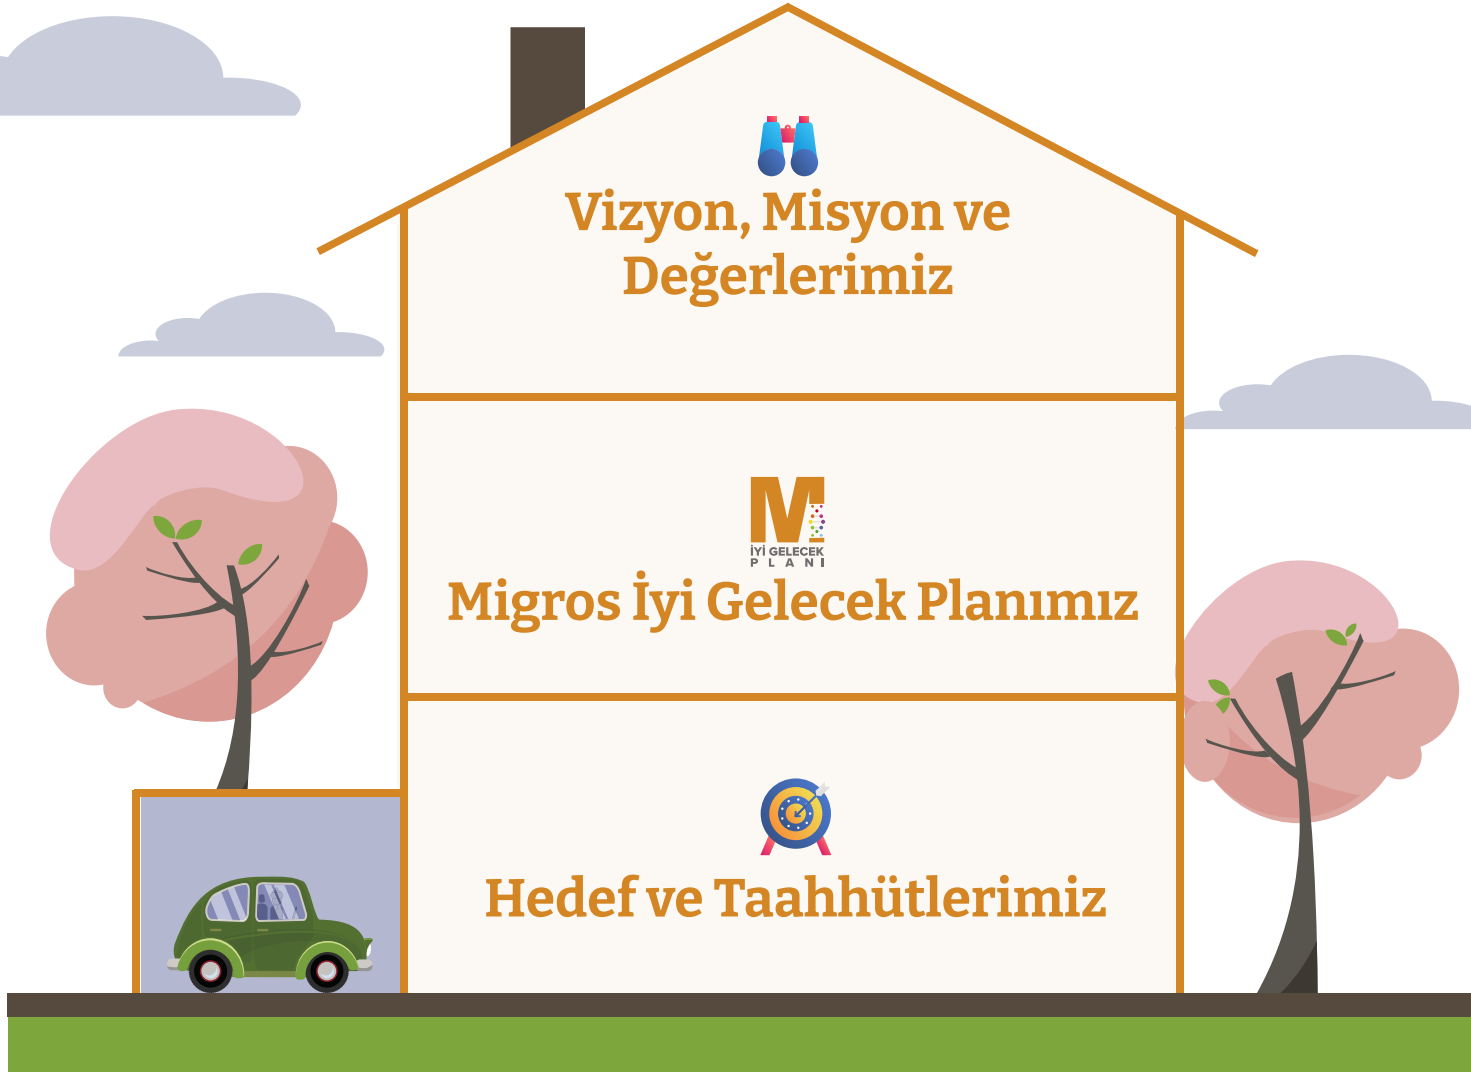 Vizyon, Misyon ve
Değerlerimiz
M
İYİ GELECEK
PLANI
Migros İyi Gelecek Planımız
Hedef ve Taahhütlerimiz